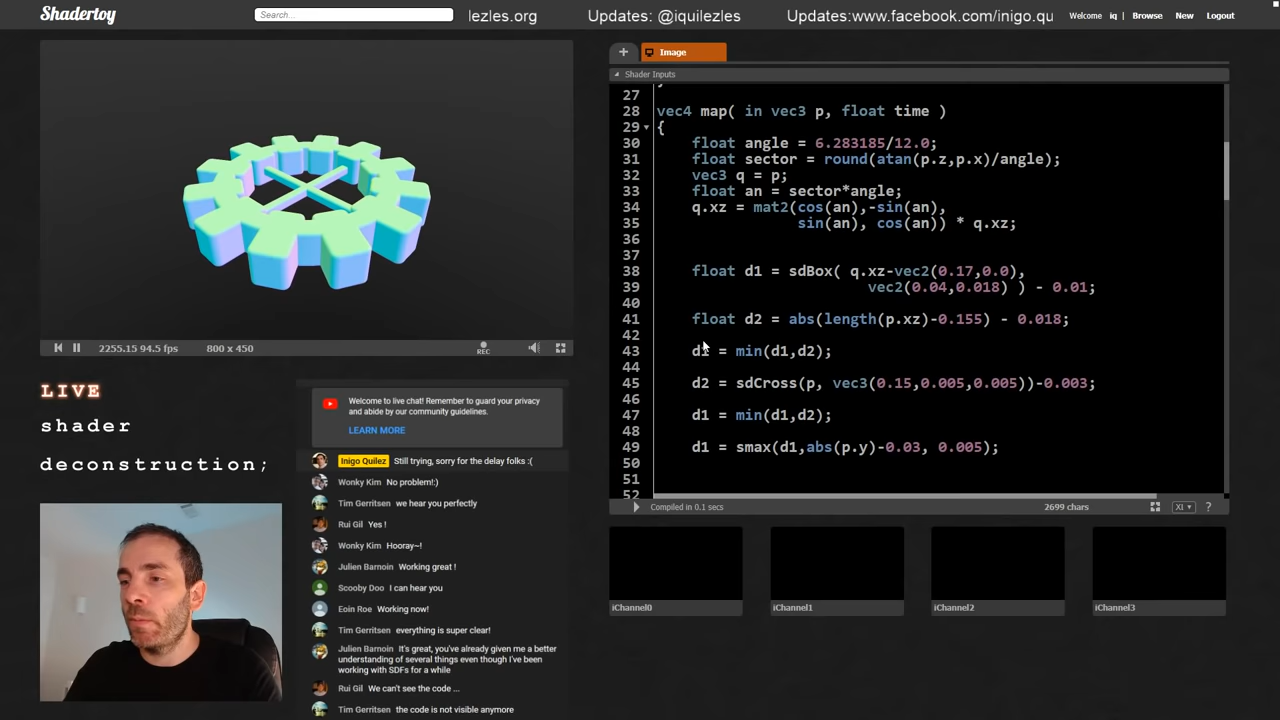 Shadertoy
Search...
lezles.org
Updates: @iquilezles
Updates:www.facebook.com/inigo.qu
Welcome iq | Browse New Logout
+ Image
Shader Inputs
27
28 vec4 map( in vec3 p, float time )
29 {
30 float angle = 6.283185/12.0;
31 float sector = round(atan(p.z,p.x)/angle);
32 vec3 q = p;
33 float an = sector*angle;
34 q.xz = mat2(cos(an),-sin(an),
35 sin(an), cos(an)) * q.xz;
36
37
38 float d1 = sdBox( q.xz-vec2(0.17,0.0),
39 vec2(0.04,0.018) ) - 0.01;
40
41 float d2 = abs(length(p.xz)-0.155) - 0.018;
42
43 d1 = min(d1,d2);
44
45 d2 = sdCross(p, vec3(0.15,0.005,0.005))-0.003;
46
47 d1 = min(d1,d2);
48
49 d1 = smax(d1,abs(p.y)-0.03, 0.005);
50
51
52
Compiled in 0.1 secs
2699 chars
XI
?
2255.15 94.5 fps
800 x 450
REC
LIVE
shader
deconstruction;
Welcome to live chat! Remember to guard your privacy
and abide by our community guidelines.
LEARN MORE
Inigo Quilez Still trying, sorry for the delay folks :(
Wonky Kim No problem!:)
Tim Gerritsen we hear you perfectly
Rui Gil Yes !
Wonky Kim Hooray~!
Julien Barnoin Working great !
Scooby Doo I can hear you
Eoin Roe Working now!
Tim Gerritsen everything is super clear!
Julien Barnoin It's great, you've already given me a better
understanding of several things even though I've been
working with SDFs for a while
Rui Gil We can't see the code ...
Tim Gerritsen the code is not visible anymore
iChannel0
iChannel1
iChannel2
iChannel3